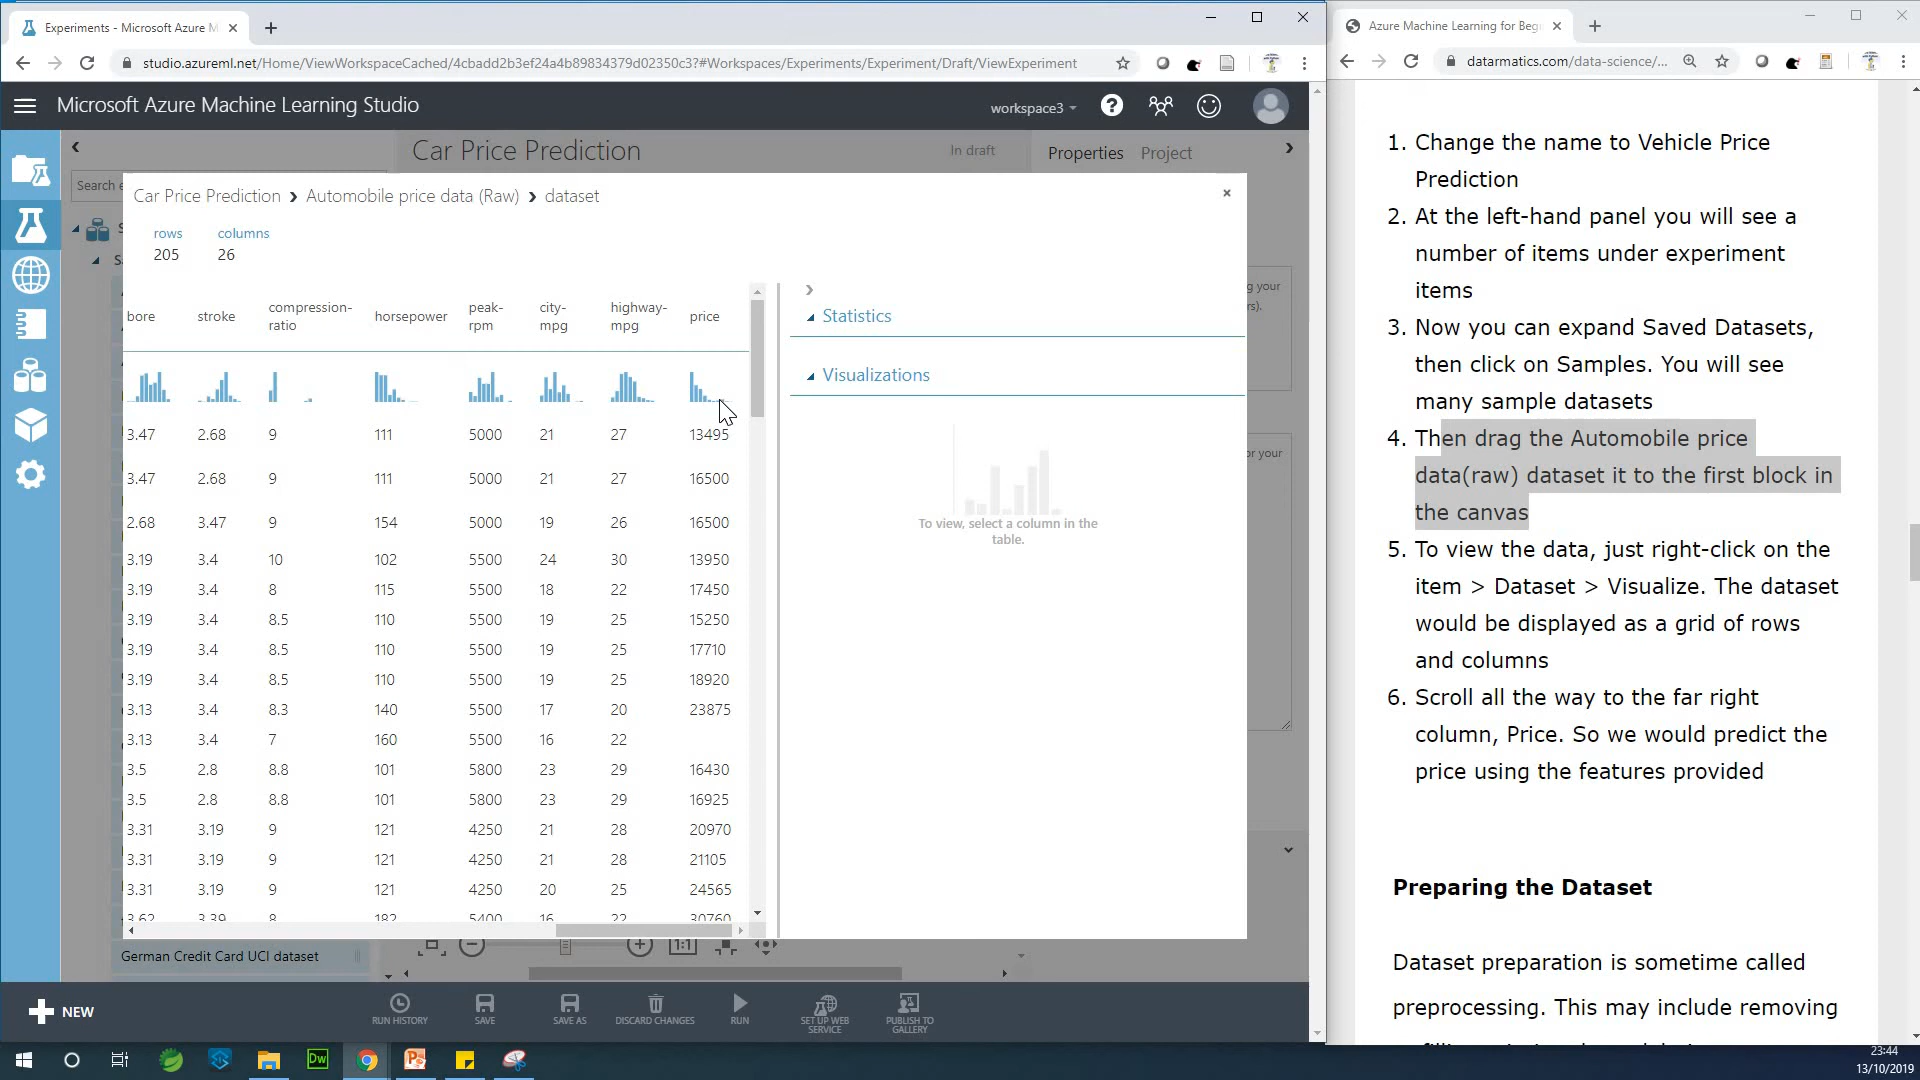 Experiments - Microsoft Azure M
studio.azureml.net/Home/ViewWorkspaceCached/4cbadd2b3ef24a4b89834379d02350c3?#Workspaces/Experiments/Experiment/Draft/ViewExperiment
Microsoft Azure Machine Learning Studio
workspace3
Car Price Prediction
In draft
Properties
Project
Search e
Car Price Prediction > Automobile price data (Raw) > dataset
rows
columns
205
26
bore stroke compression-ratio horsepower peak-rpm city-mpg highway-mpg price
3.47 2.68 9 111 5000 21 27 13495
3.47 2.68 9 111 5000 21 27 16500
2.68 3.47 9 154 5000 19 26 16500
3.19 3.4 10 102 5500 24 30 13950
3.19 3.4 8 115 5500 18 22 17450
3.19 3.4 8.5 110 5500 19 25 15250
3.19 3.4 8.5 110 5500 19 25 17710
3.19 3.4 8.5 110 5500 19 25 18920
3.13 3.4 8.3 140 5500 17 20 23875
3.13 3.4 7 160 5500 16 22
3.5 2.8 8.8 101 5800 23 29 16430
3.5 2.8 8.8 101 5800 23 29 16925
3.31 3.19 9 121 4250 21 28 20970
3.31 3.19 9 121 4250 21 28 21105
3.31 3.19 9 121 4250 20 25 24565
3.62 3.39 8 182 5400 16 22 30760
Statistics
Visualizations
To view, select a column in the
table.
g your
rs).
or your
German Credit Card UCI dataset
1:1
NEW
RUN HISTORY
SAVE
SAVE AS
DISCARD CHANGES
RUN
SET UP WEB
SERVICE
PUBLISH TO
GALLERY
Azure Machine Learning for Beg
datarmatics.com/data-science/...
1. Change the name to Vehicle Price
Prediction
2. At the left-hand panel you will see a
number of items under experiment
items
3. Now you can expand Saved Datasets,
then click on Samples. You will see
many sample datasets
4. Then drag the Automobile price
data(raw) dataset it to the first block in
the canvas
5. To view the data, just right-click on the
item > Dataset > Visualize. The dataset
would be displayed as a grid of rows
and columns
6. Scroll all the way to the far right
column, Price. So we would predict the
price using the features provided
Preparing the Dataset
Dataset preparation is sometime called
preprocessing. This may include removing
Dw
23:44
13/10/2019